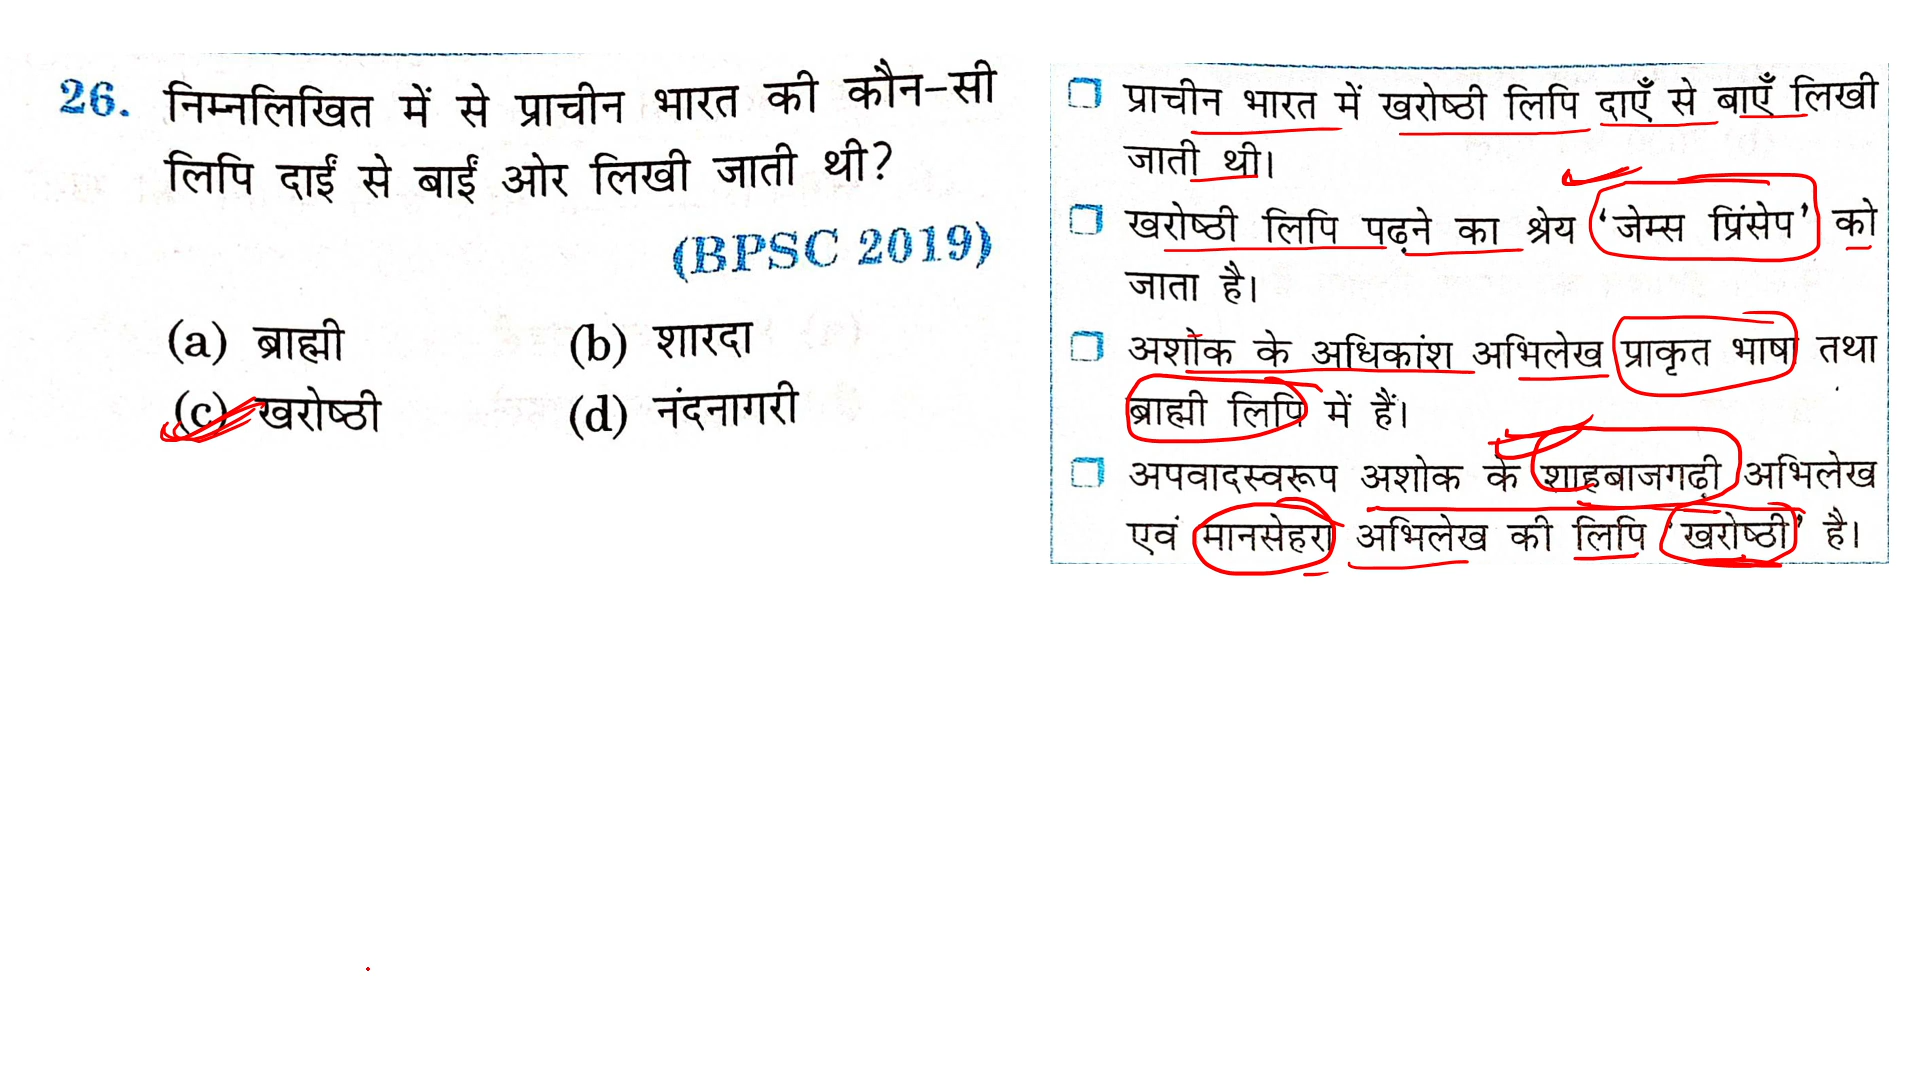 26. निम्नलिखित में से प्राचीन भारत की कौन-सी
लिपि दाईं से बाईं ओर लिखी जाती थी?
(BPSC 2019)
(a) ब्राह्मी (b) शारदा
(c) खरोष्ठी (d) नंदनागरी
❒ प्राचीन भारत में खरोष्ठी लिपि दाएँ से बाएँ लिखी
जाती थी।
❒ खरोष्ठी लिपि पढ़ने का श्रेय ‘जेम्स प्रिंसेप’ को
जाता है।
❒ अशोक के अधिकांश अभिलेख प्राकृत भाषा तथा
ब्राह्मी लिपि में हैं।
❒ अपवादस्वरूप अशोक के शाहबाजगढ़ी अभिलेख
एवं मानसेहरा अभिलेख की लिपि ‘खरोष्ठी’ है।